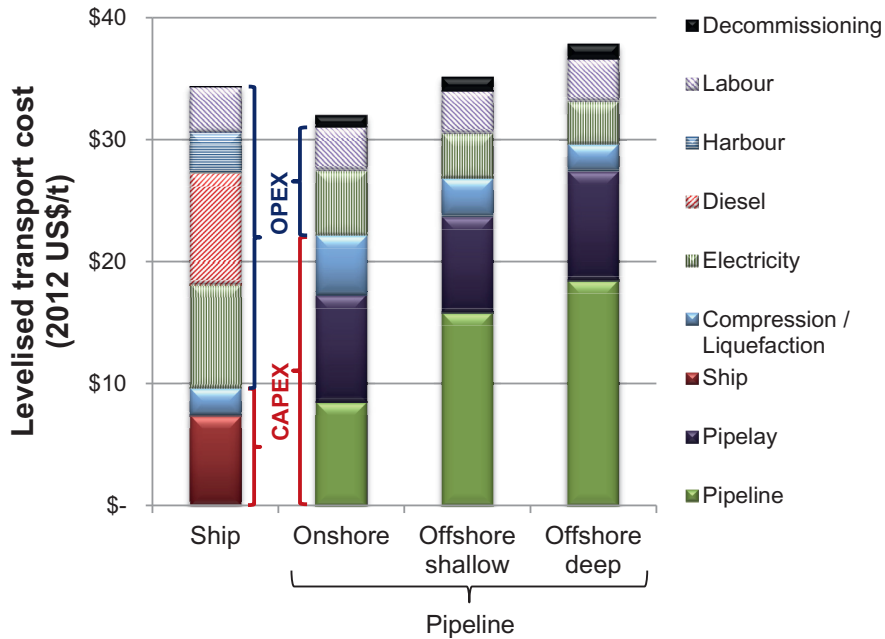 Levelised transport cost
(2012 US$/t)
$40
$30
$20
$10
$-
OPEX
CAPEX
Ship
Onshore
Offshore
shallow
Offshore
deep
Pipeline
Decommissioning
Labour
Harbour
Diesel
Electricity
Compression /
Liquefaction
Ship
Pipelay
Pipeline